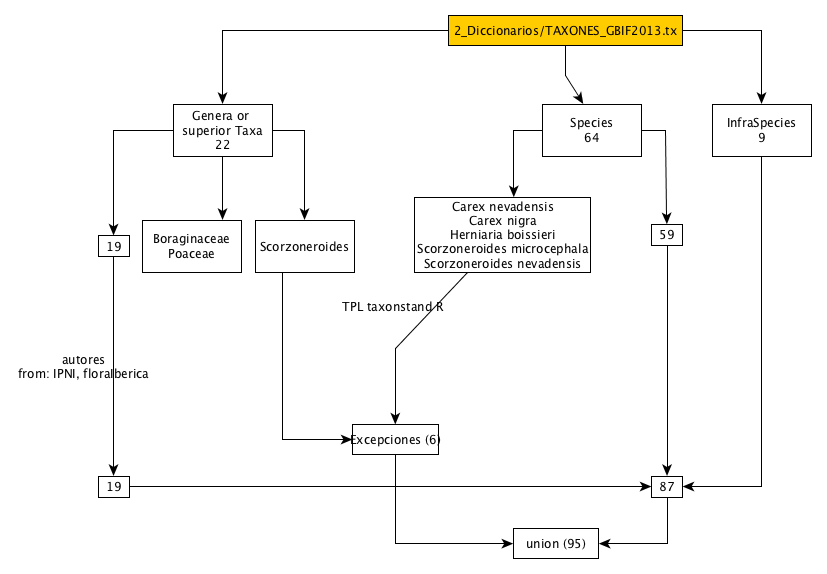 2_Diccionarios/TAXONES_GBIF2013.tx
Genera or
superior Taxa
22
Species
64
InfraSpecies
9
19
Boraginaceae
Poaceae
Scorzoneroides
Carex nevadensis
Carex nigra
Herniaria boissieri
Scorzoneroides microcephala
Scorzoneroides nevadensis
59
TPL taxonstand R
autores
from: IPNI, floraIberica
Excepciones (6)
19
87
union (95)